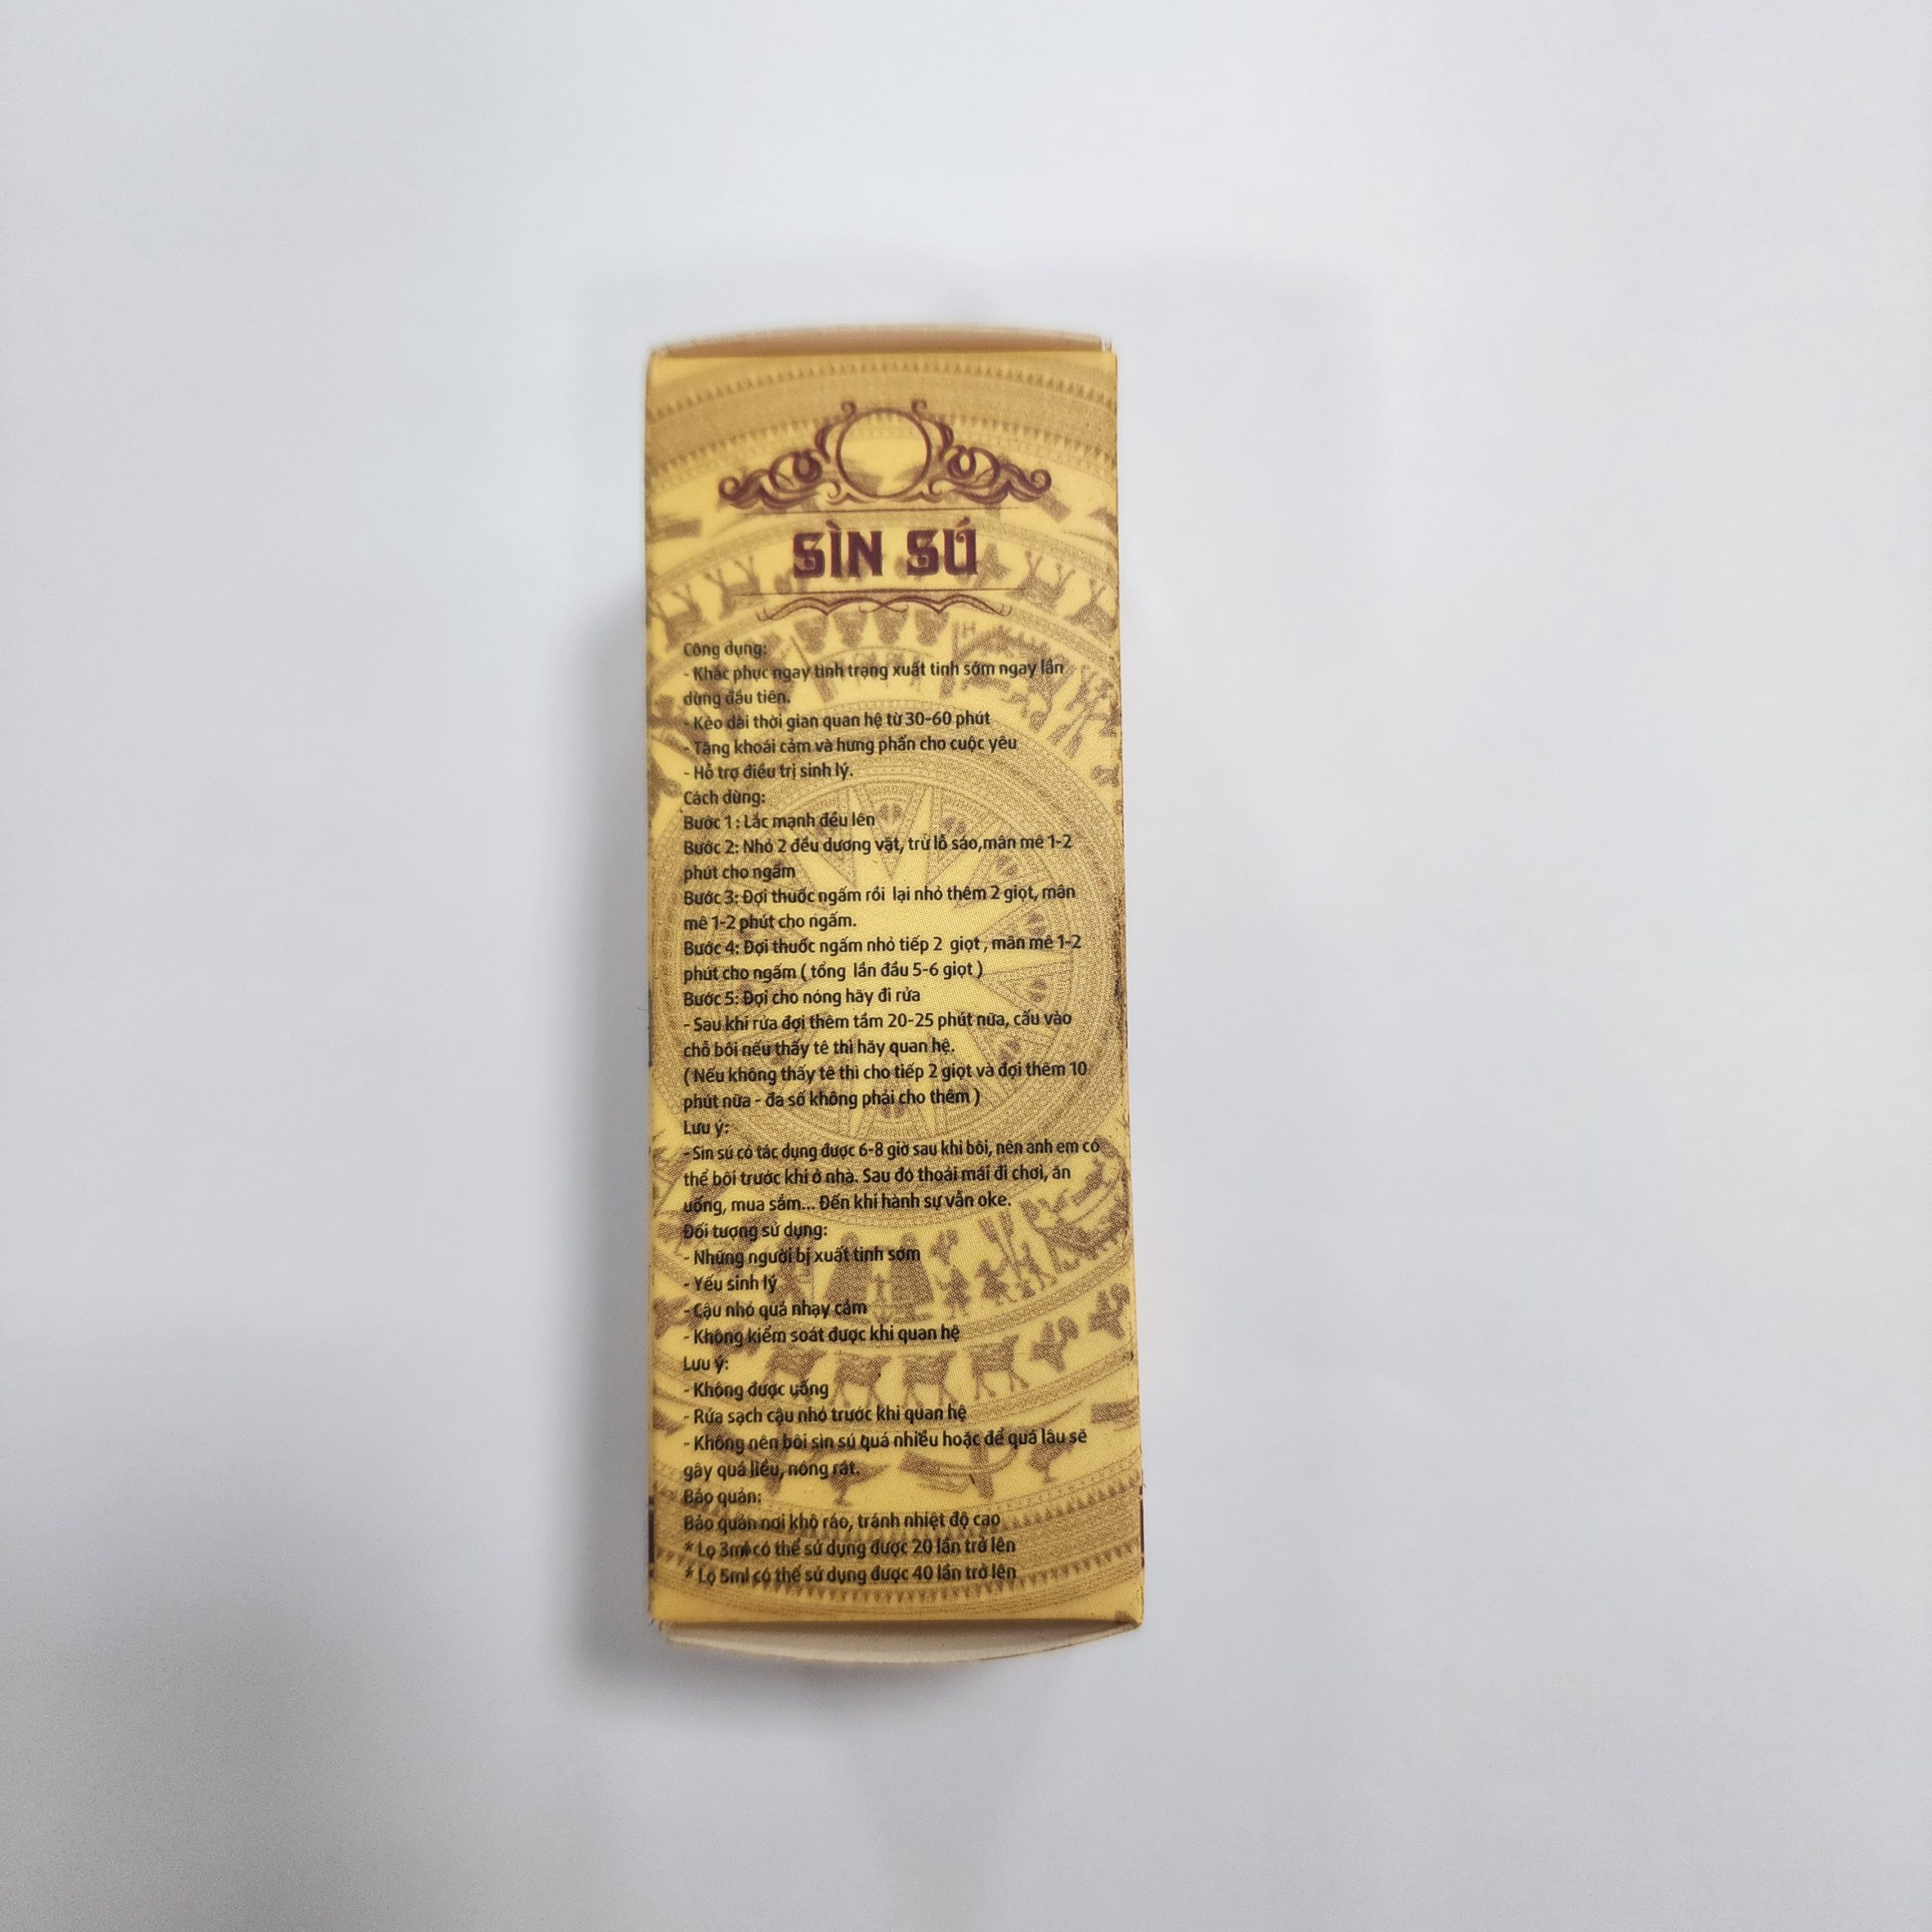 SÌN SÚ
Công dụng:
- Khắc phục ngay tình trạng xuất tinh sớm ngay lần
dùng đầu tiên.
- Kéo dài thời gian quan hệ từ 30-60 phút
- Tăng khoái cảm và hưng phấn cho cuộc yêu
- Hỗ trợ điều trị sinh lý.
Cách dùng:
Bước 1 : Lắc mạnh đều lên
Bước 2: Nhỏ 2 đều dương vật, trừ lỗ sáo,mân mê 1-2
phút cho ngấm
Bước 3: Đợi thuốc ngấm rồi lại nhỏ thêm 2 giọt, mân
mê 1-2 phút cho ngấm.
Bước 4: Đợi thuốc ngấm nhỏ tiếp 2 giọt , mân mê 1-2
phút cho ngấm ( tổng lần đầu 5-6 giọt )
Bước 5: Đợi cho nóng hãy đi rửa
- Sau khi rửa đợi thêm tầm 20-25 phút nữa, cấu vào
chỗ bôi nếu thấy tê thì hãy quan hệ.
( Nếu không thấy tê thì cho tiếp 2 giọt và đợi thêm 10
phút nữa - đa số không phải cho thêm )
Lưu ý:
- Sìn sú có tác dụng được 6-8 giờ sau khi bôi, nên anh em có
thể bôi trước khi ở nhà. Sau đó thoải mái đi chơi, ăn
uống, mua sắm... Đến khi hành sự vẫn oke.
Đối tượng sử dụng:
- Những người bị xuất tinh sớm
- Yếu sinh lý
- Cậu nhỏ quá nhạy cảm
- Không kiểm soát được khi quan hệ
Lưu ý:
- Không được uống
- Rửa sạch cậu nhỏ trước khi quan hệ
- Không nên bôi sìn sú quá nhiều hoặc để quá lâu sẽ
gây quá liều, nóng rát.
Bảo quản:
Bảo quản nơi khô ráo, tránh nhiệt độ cao
* Lọ 3ml có thể sử dụng được 20 lần trở lên
* Lọ 5ml có thể sử dụng được 40 lần trở lên